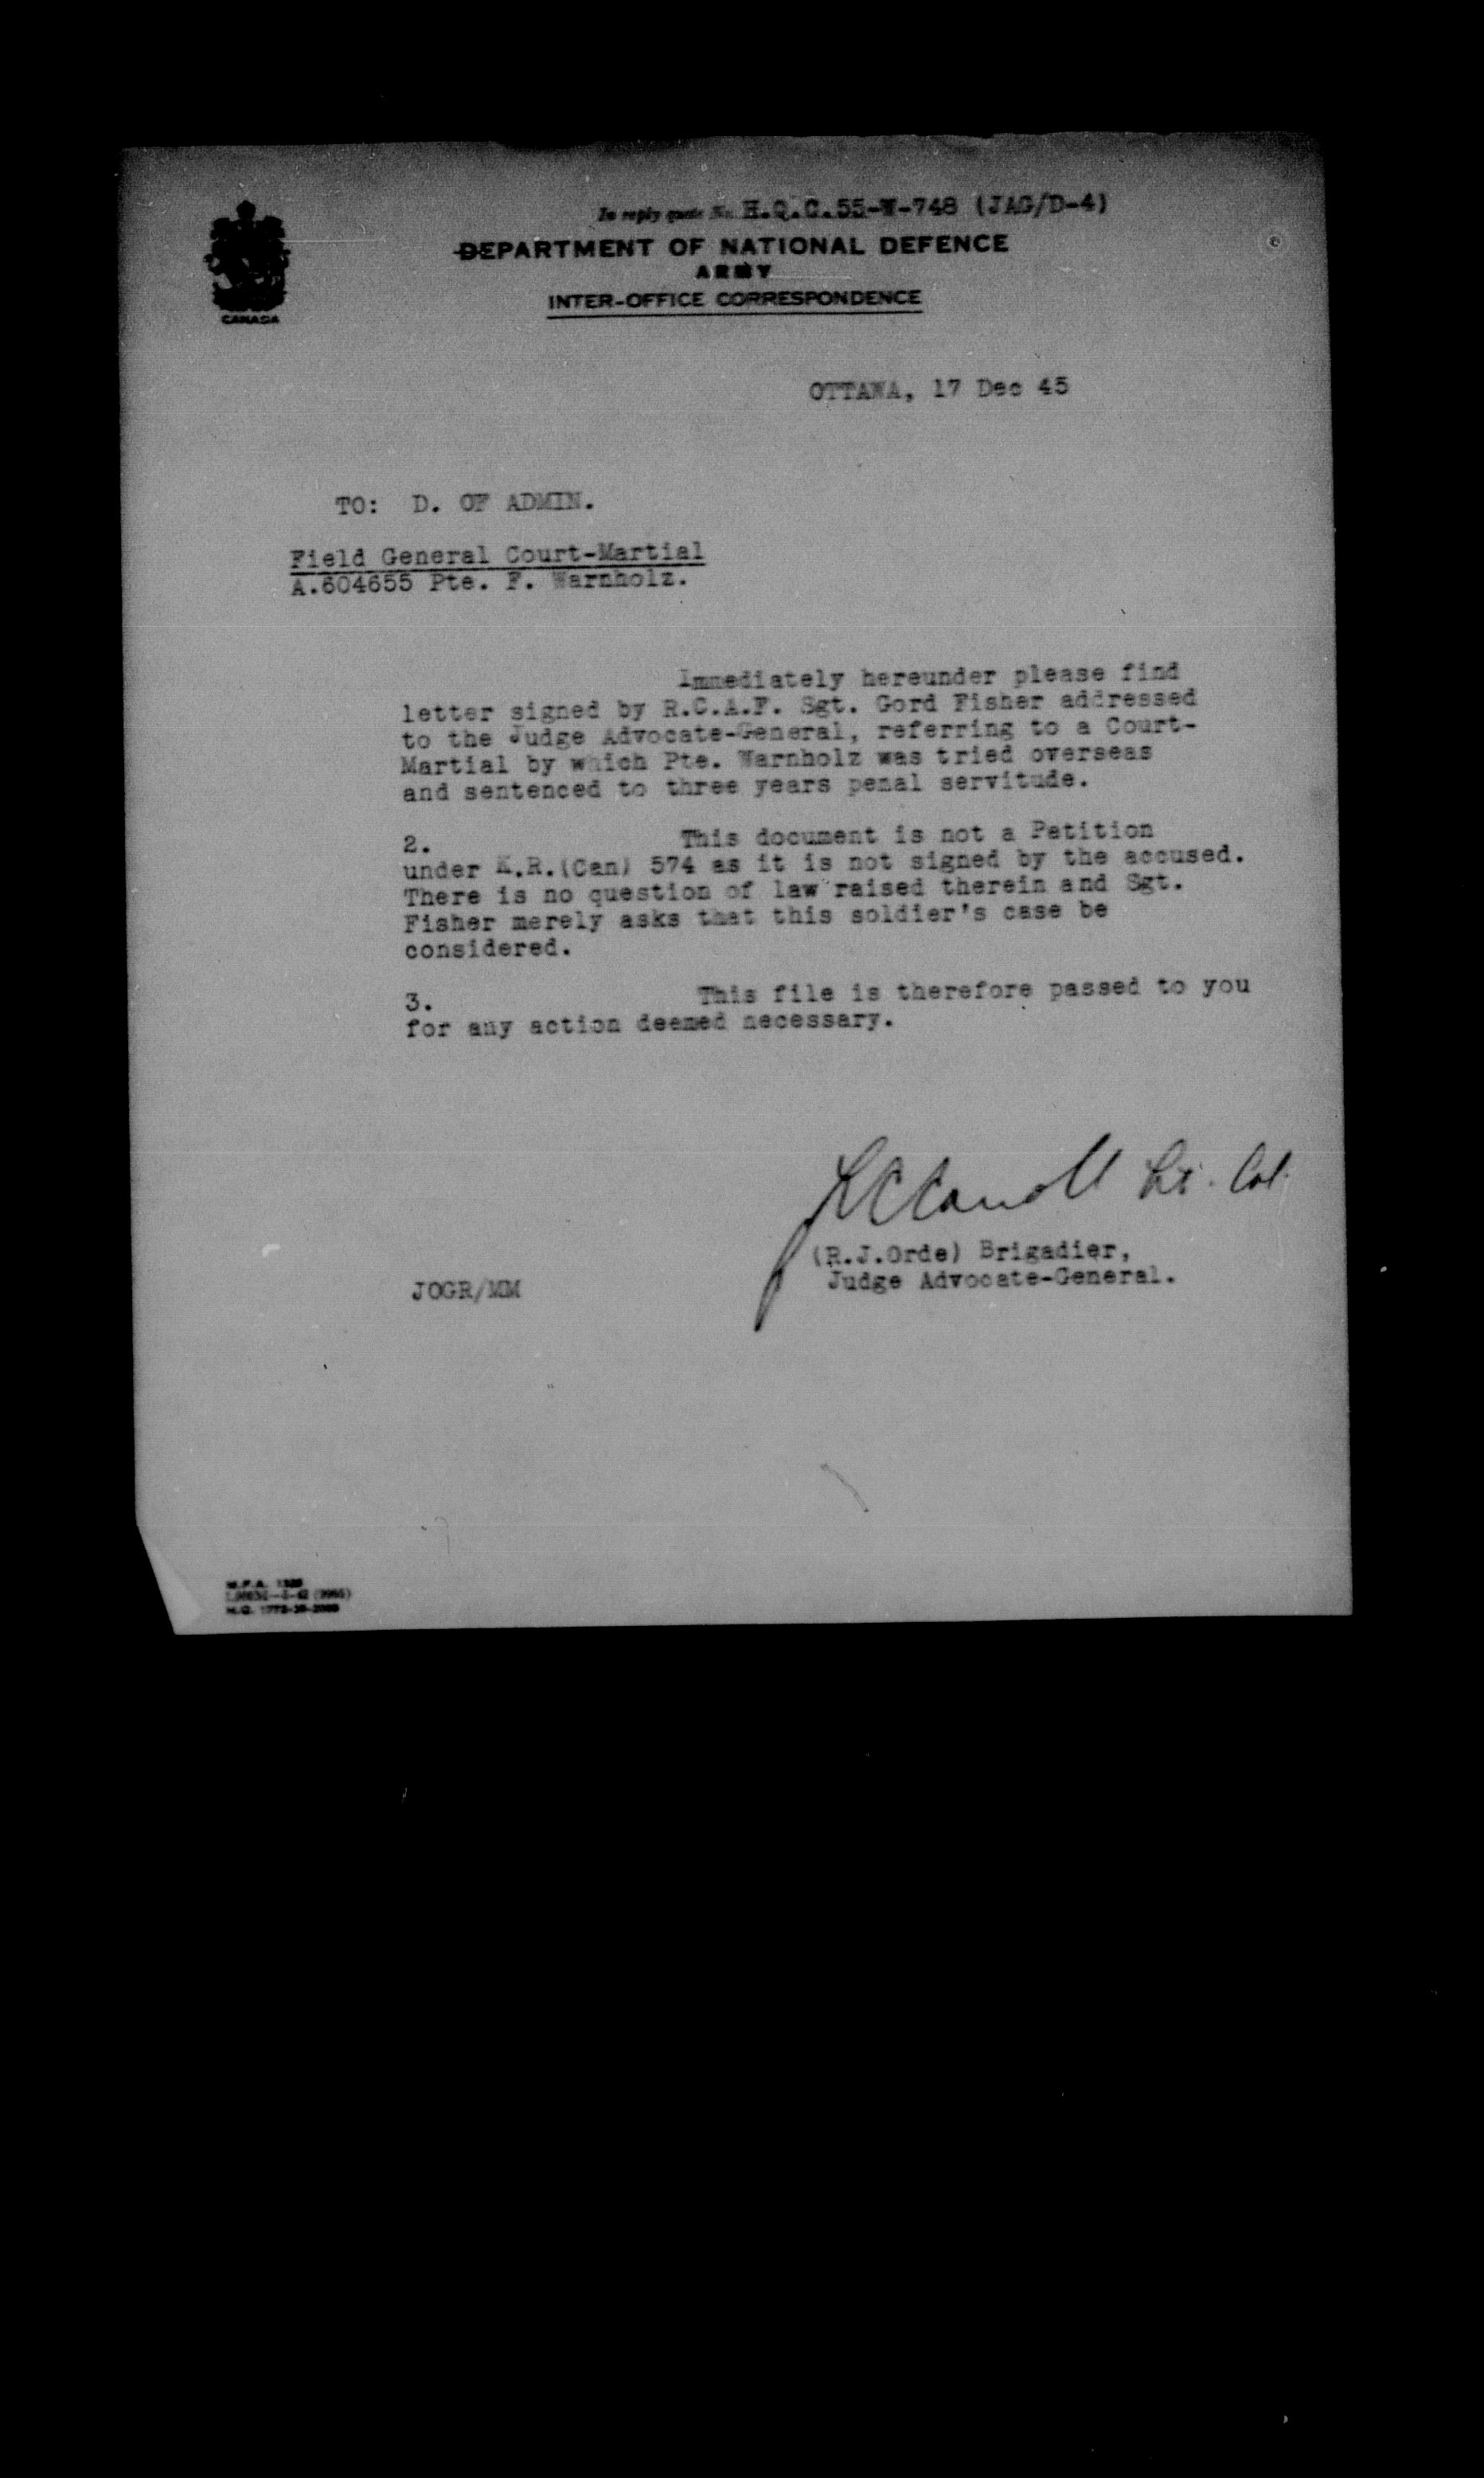 In reply quote No. H.Q.C.55-W-748 (JAG/D-4)
DEPARTMENT OF NATIONAL DEFENCE
ARMY
INTER-OFFICE CORRESPONDENCE
CANADA
OTTAWA, 17 Dec 45
TO: D. OF ADMIN.
Field General Court-Martial
A.604655 Pte. F. Warnholz.
Immediately hereunder please find
letter signed by R.C.A.F. Sgt. Gord Fisher addressed
to the Judge Advocate-General, referring to a Court-
Martial by which Pte. Warnholz was tried overseas
and sentenced to three years penal servitude.
2. This document is not a Petition
under K.R.(Can) 574 as it is not signed by the accused.
There is no question of law raised therein and Sgt.
Fisher merely asks that this soldier's case be
considered.
3. This file is therefore passed to you
for any action deemed necessary.
Lt. Col.
(R.J.Orde) Brigadier,
Judge Advocate-General.
JOGR/MM
M.F.A.
H.Q.